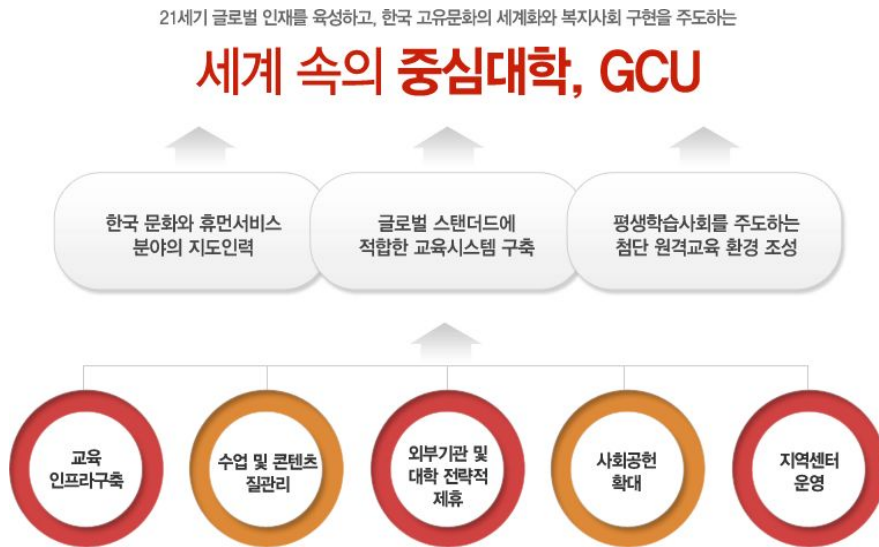 21세기 글로벌 인재를 육성하고, 한국 고유문화의 세계화와 복지사회 구현을 주도하는
세계 속의 중심대학, GCU
한국 문화와 휴먼서비스
분야의 지도인력
글로벌 스탠더드에
적합한 교육시스템 구축
평생학습사회를 주도하는
첨단 원격교육 환경 조성
교육
인프라구축
수업 및 콘텐츠
질관리
외부기관 및
대학 전략적
제휴
사회공헌
확대
지역센터
운영